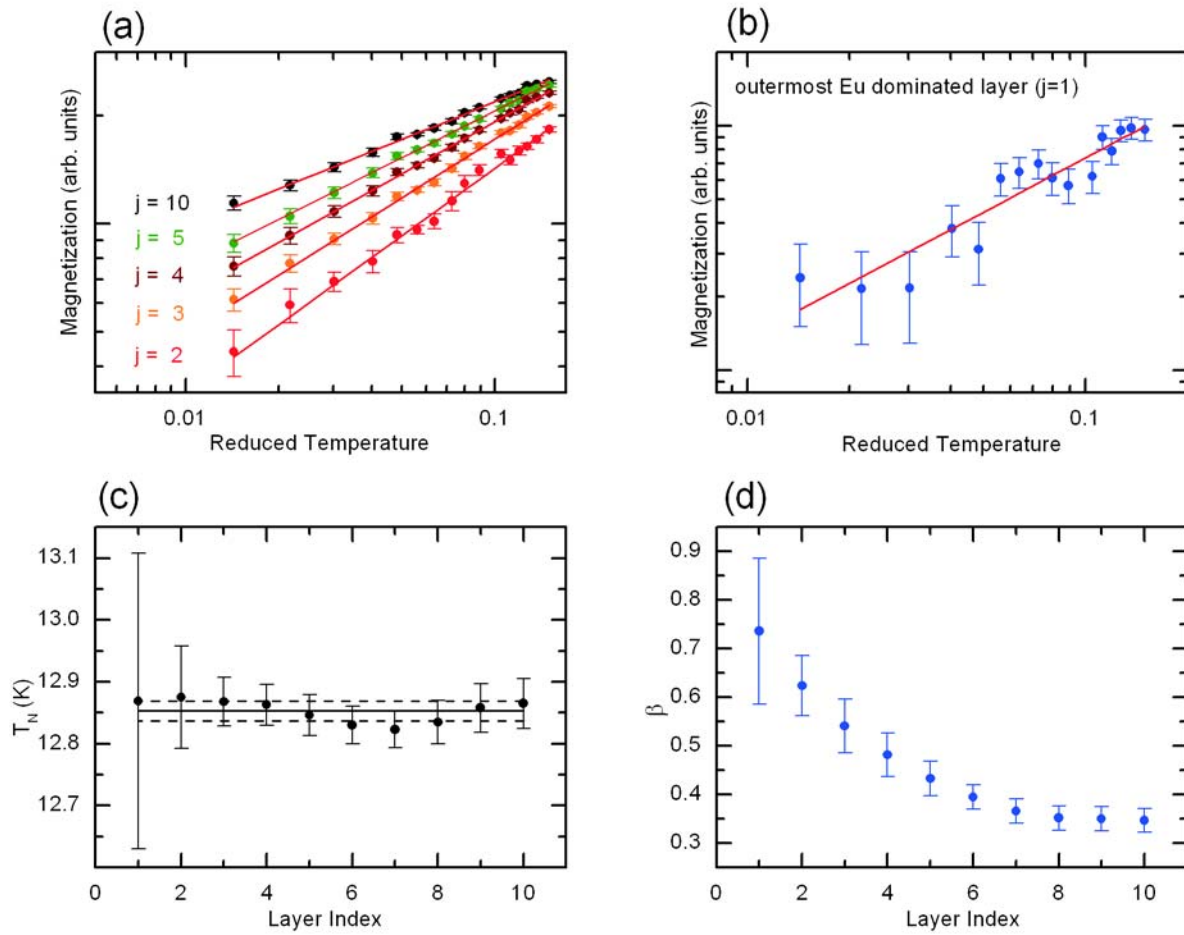 (a)
Magnetization (arb. units)
j = 10
j = 5
j = 4
j = 3
j = 2
0.01
0.1
Reduced Temperature
(b)
outermost Eu dominated layer (j=1)
Magnetization (arb. units)
0.01
0.1
Reduced Temperature
(c)
T_N (K)
13.1
13.0
12.9
12.8
12.7
0
2
4
6
8
10
Layer Index
(d)
β
0.9
0.8
0.7
0.6
0.5
0.4
0.3
0
2
4
6
8
10
Layer Index